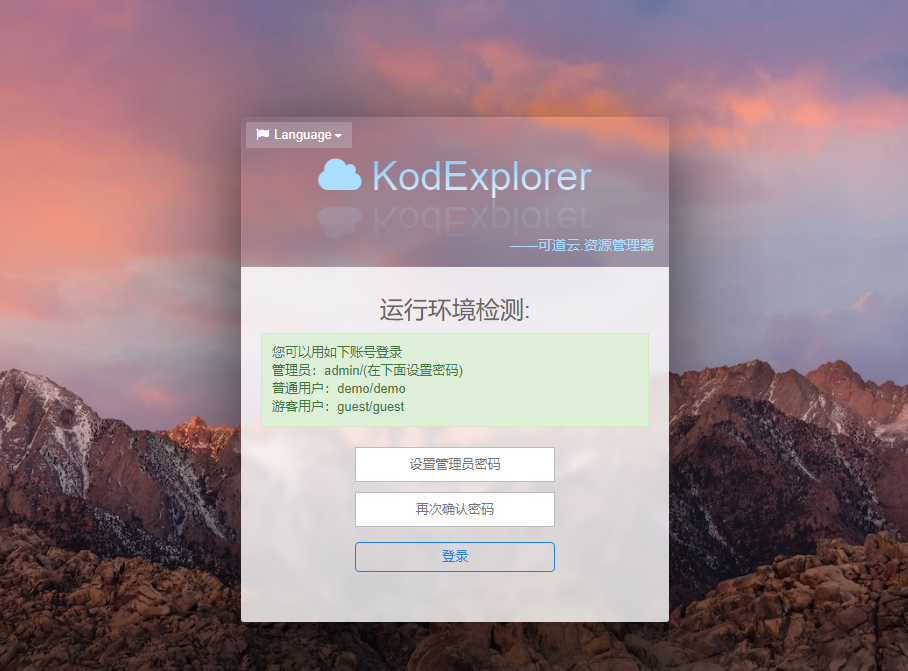 Language
KodExplorer
——可道云.资源管理器
运行环境检测:
您可以用如下账号登录
管理员：admin/(在下面设置密码)
普通用户：demo/demo
游客用户：guest/guest
设置管理员密码
再次确认密码
登录